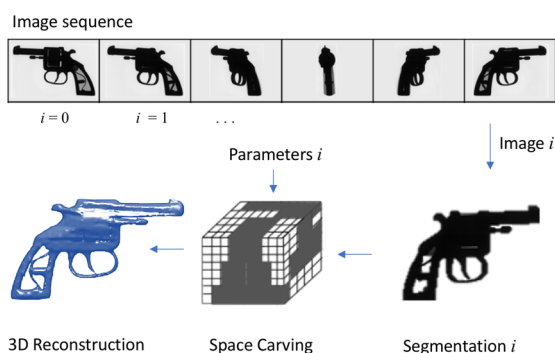 Image sequence
i = 0
i = 1
. . .
Image i
Parameters i
3D Reconstruction
Space Carving
Segmentation i